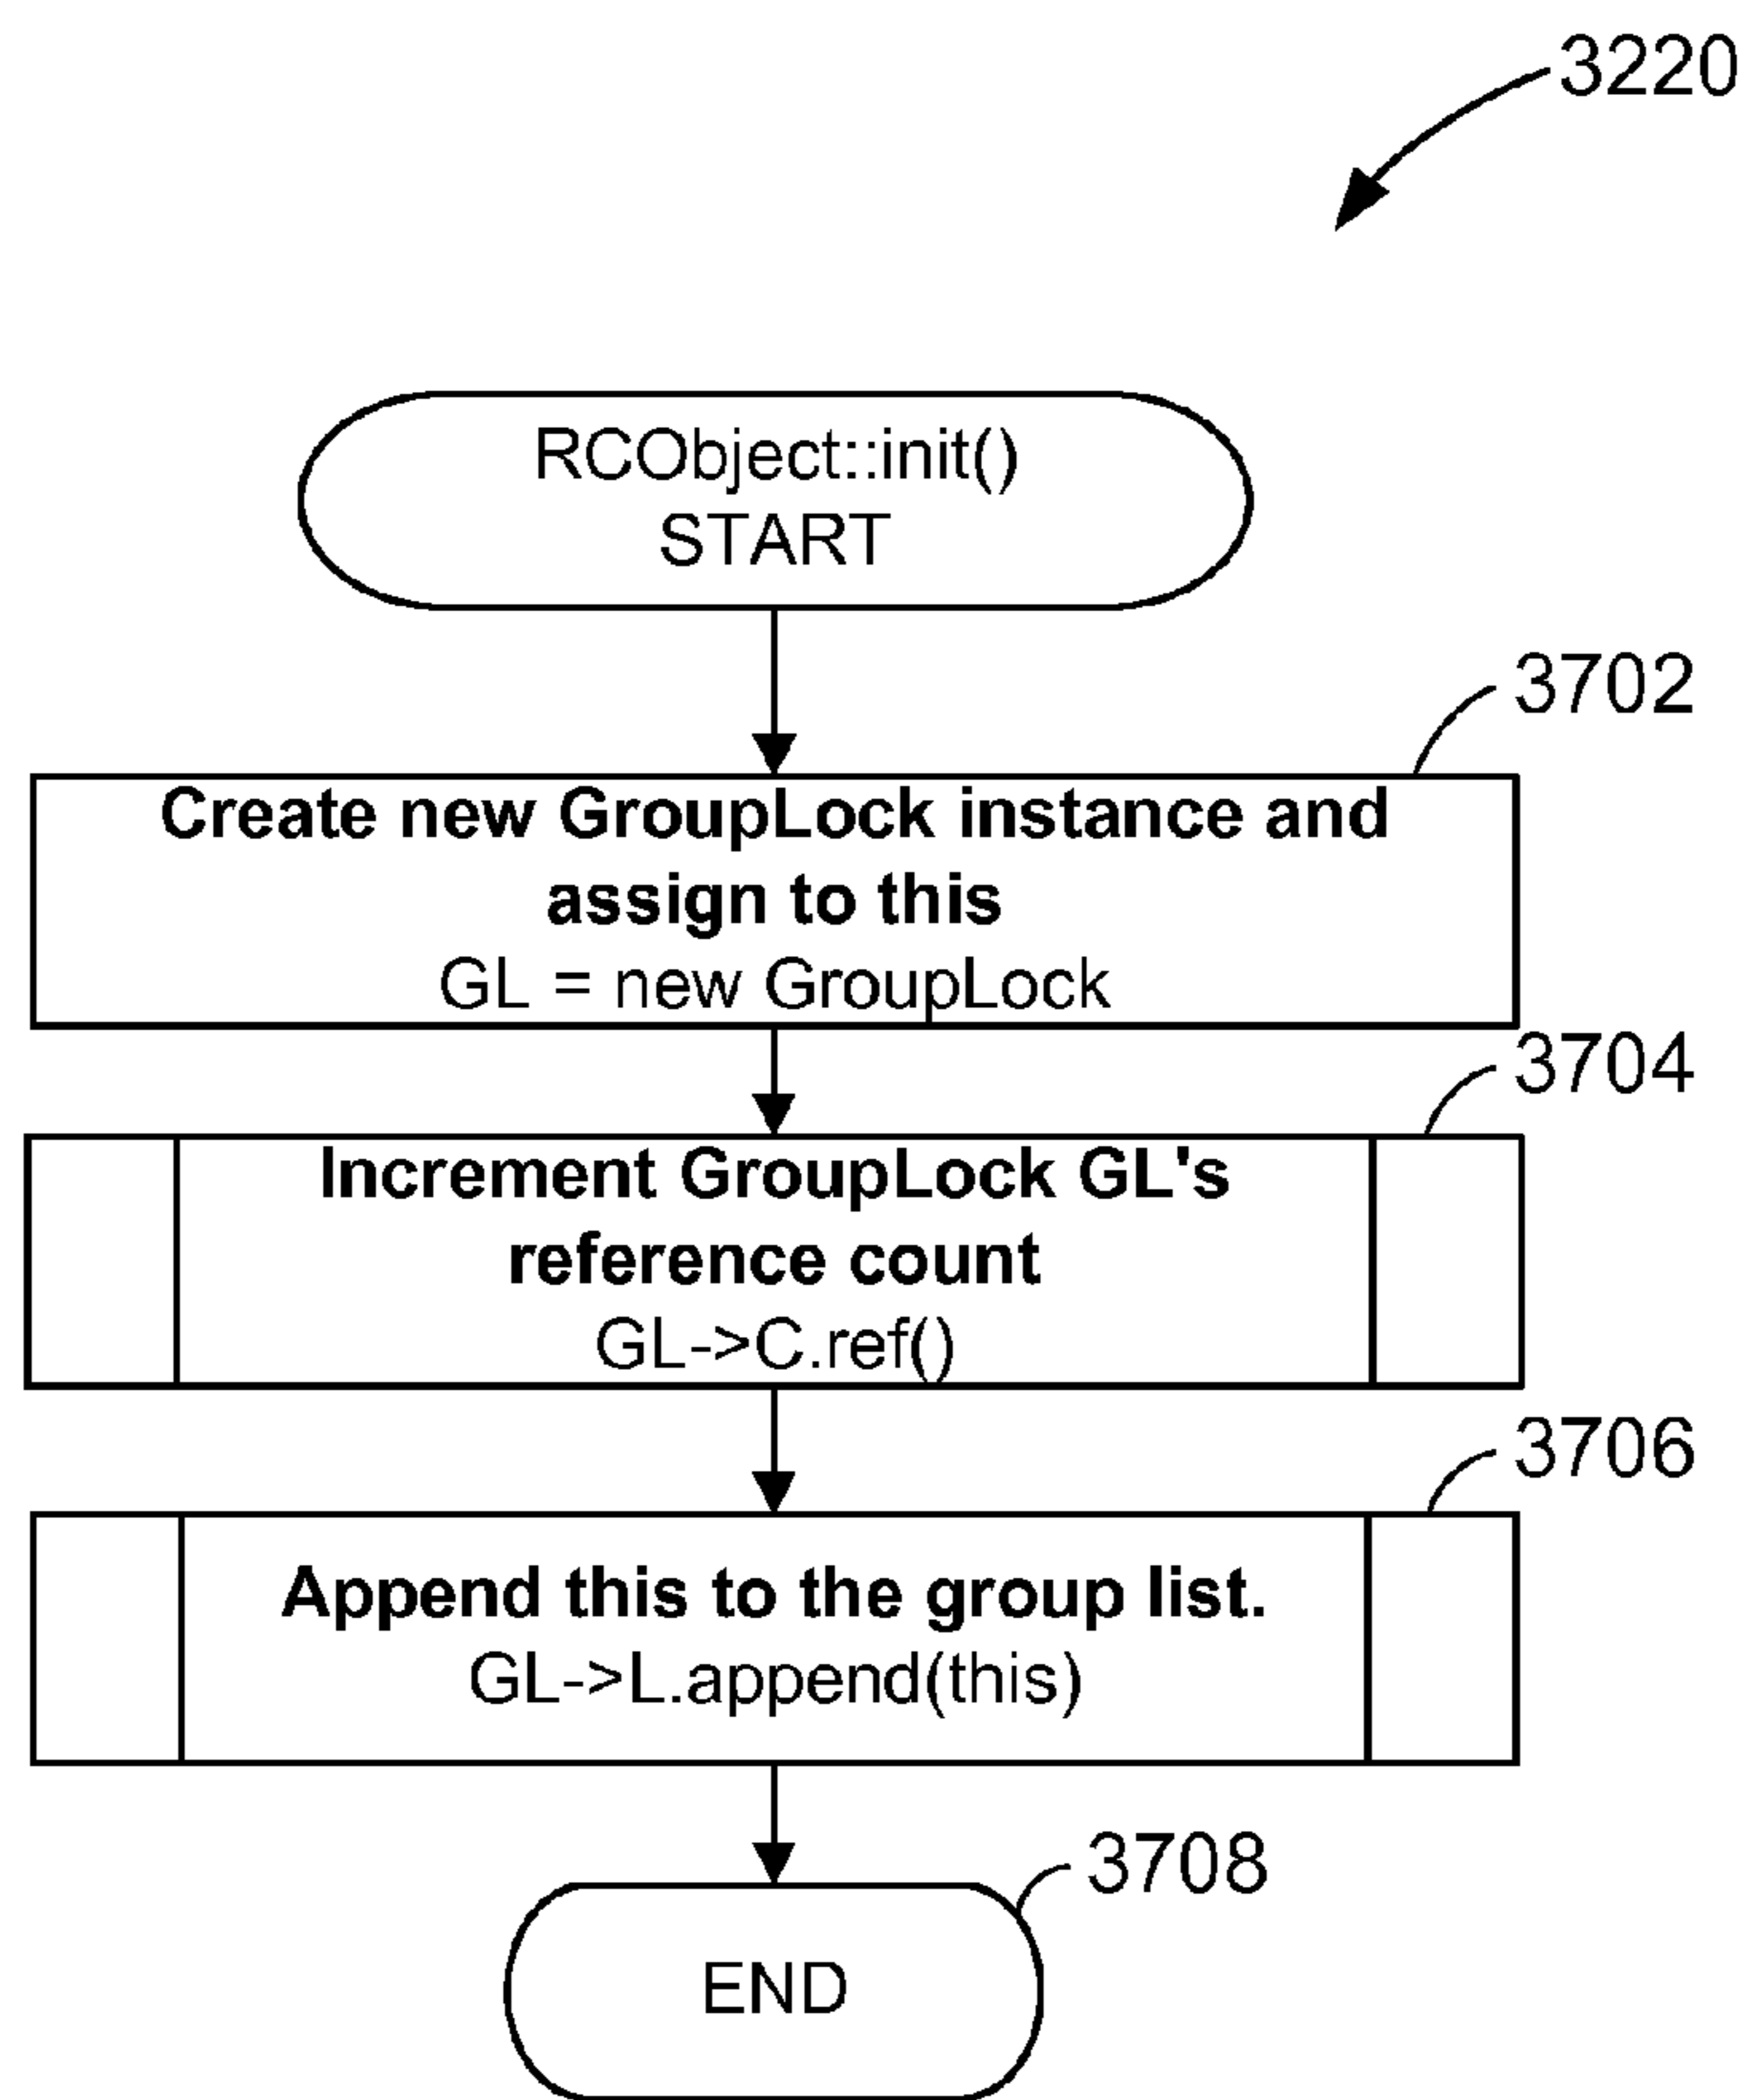 3220
RCObject::init()
START
3702
Create new GroupLock instance and
assign to this
GL = new GroupLock
3704
Increment GroupLock GL's
reference count
GL->C.ref()
3706
Append this to the group list.
GL->L.append(this)
3708
END